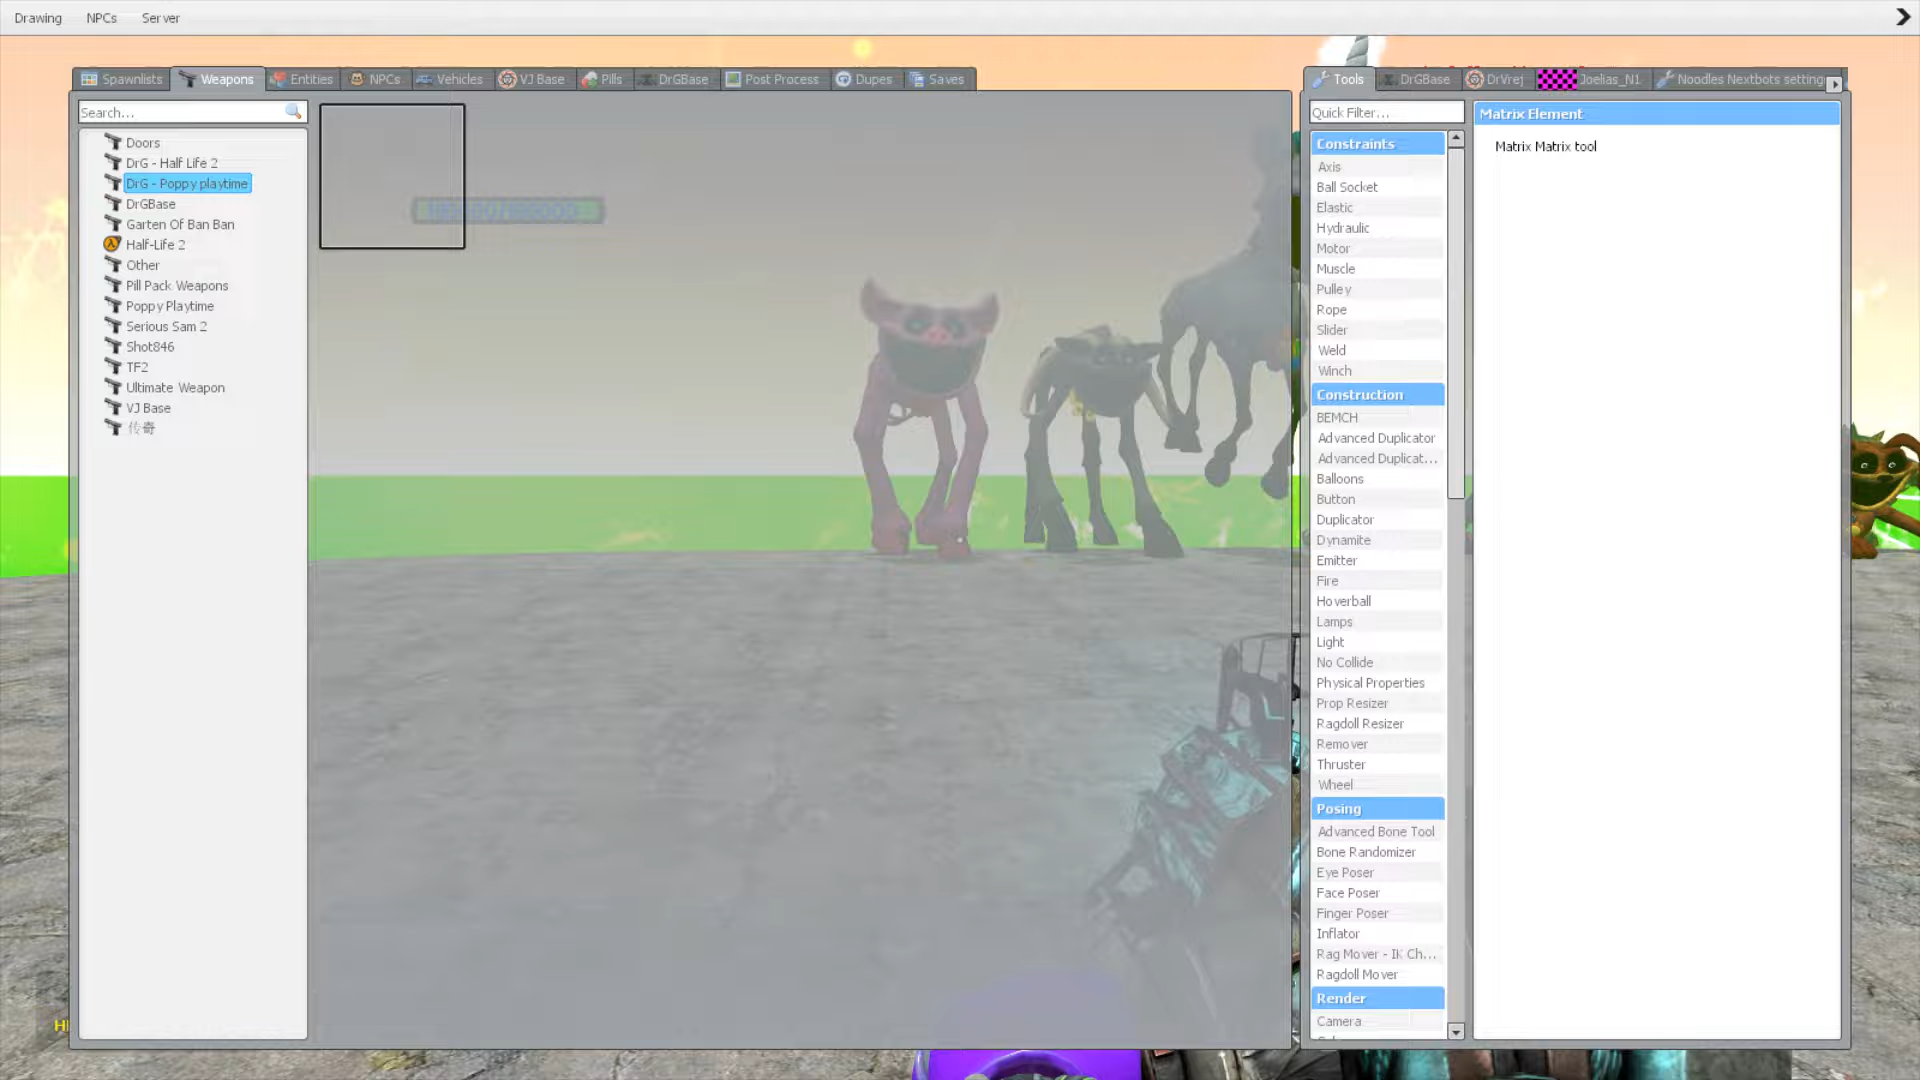 Drawing NPCs Server
Spawnlists Weapons Entities NPCs Vehicles VJ Base Pills DrGBase Post Process Dupes Saves
Search...
Doors
DrG - Half Life 2
DrG - Poppy playtime
DrGBase
Garten Of Ban Ban
Half-Life 2
Other
Pill Pack Weapons
Poppy Playtime
Serious Sam 2
Shot846
TF2
Ultimate Weapon
VJ Base
传奇
Tools DrGBase DrVrej Joelias_N1 Noodles Nextbots setting
Quick Filter...
Constraints
Axis
Ball Socket
Elastic
Hydraulic
Motor
Muscle
Pulley
Rope
Slider
Weld
Winch
Construction
BEMCH
Advanced Duplicator
Advanced Duplicat...
Balloons
Button
Duplicator
Dynamite
Emitter
Fire
Hoverball
Lamps
Light
No Collide
Physical Properties
Prop Resizer
Ragdoll Resizer
Remover
Thruster
Wheel
Posing
Advanced Bone Tool
Bone Randomizer
Eye Poser
Face Poser
Finger Poser
Inflator
Rag Mover - IK Ch...
Ragdoll Mover
Render
Camera
Matrix Element
Matrix Matrix tool